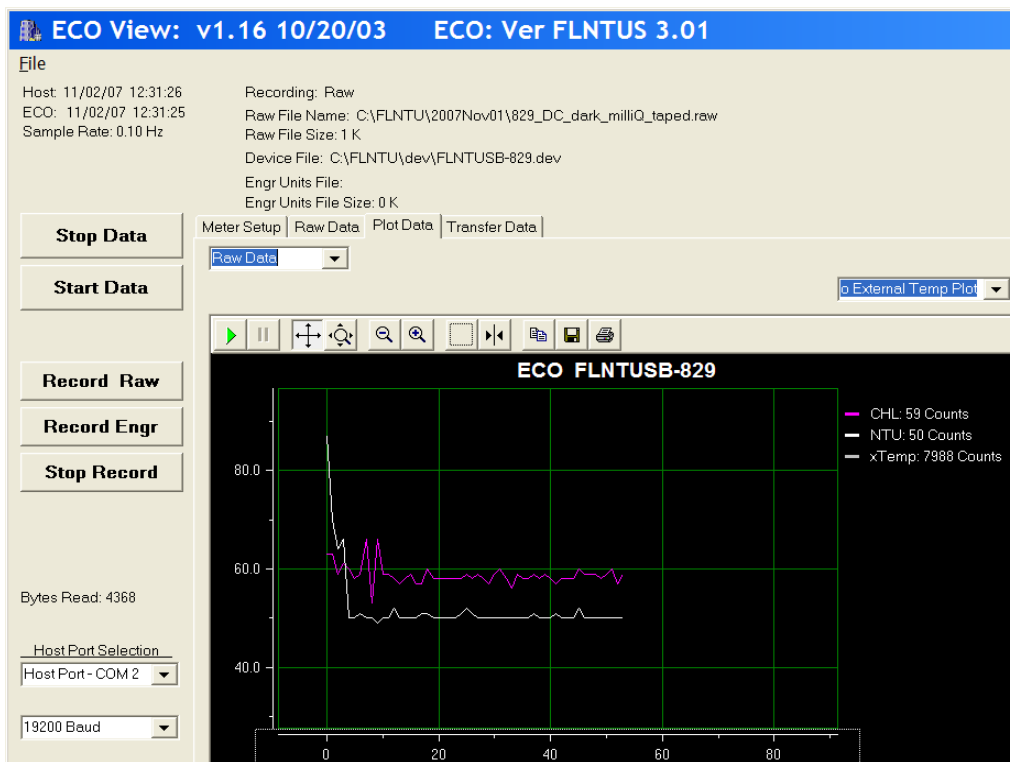 ECO View: v1.16 10/20/03 ECO: Ver FLNTUS 3.01
File
Host: 11/02/07 12:31:26
ECO: 11/02/07 12:31:25
Sample Rate: 0.10 Hz
Recording: Raw
Raw File Name: C:\FLNTU\2007Nov01\829_DC_dark_milliQ_taped.raw
Raw File Size: 1 K
Device File: C:\FLNTU\dev\FLNTUSB-829.dev
Engr Units File:
Engr Units File Size: 0 K
Stop Data
Start Data
Record Raw
Record Engr
Stop Record
Bytes Read: 4368
Host Port Selection
Host Port - COM 2
19200 Baud
Meter Setup Raw Data Plot Data Transfer Data
Raw Data
o External Temp Plot
ECO FLNTUSB-829
CHL: 59 Counts
NTU: 50 Counts
xTemp: 7988 Counts
80.0
60.0
40.0
0 20 40 60 80